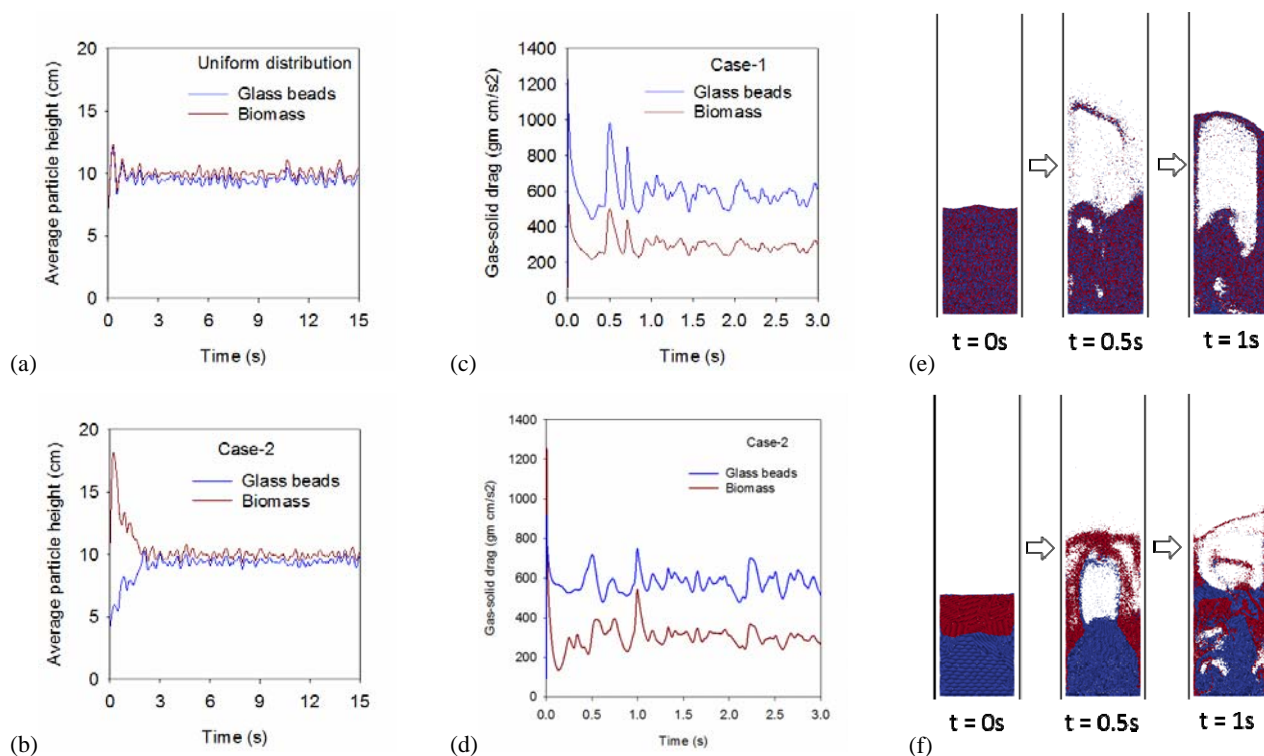 20
15
10
5
0
Average particle height (cm)
Uniform distribution
Glass beads
Biomass
0 3 6 9 12 15
Time (s)
(a)
1400
1200
1000
800
600
400
200
0
Gas-solid drag (gm cm/s2)
Case-1
Glass beads
Biomass
0.0 0.5 1.0 1.5 2.0 2.5 3.0
Time (s)
(c)
t = 0s t = 0.5s t = 1s
(e)
20
15
10
5
0
Average particle height (cm)
Case-2
Glass beads
Biomass
0 3 6 9 12 15
Time (s)
(b)
1400
1200
1000
800
600
400
200
0
Gas-solid drag (gm cm/s2)
Case-2
Glass beads
Biomass
0.0 0.5 1.0 1.5 2.0 2.5 3.0
Time (s)
(d)
t = 0s t = 0.5s t = 1s
(f)